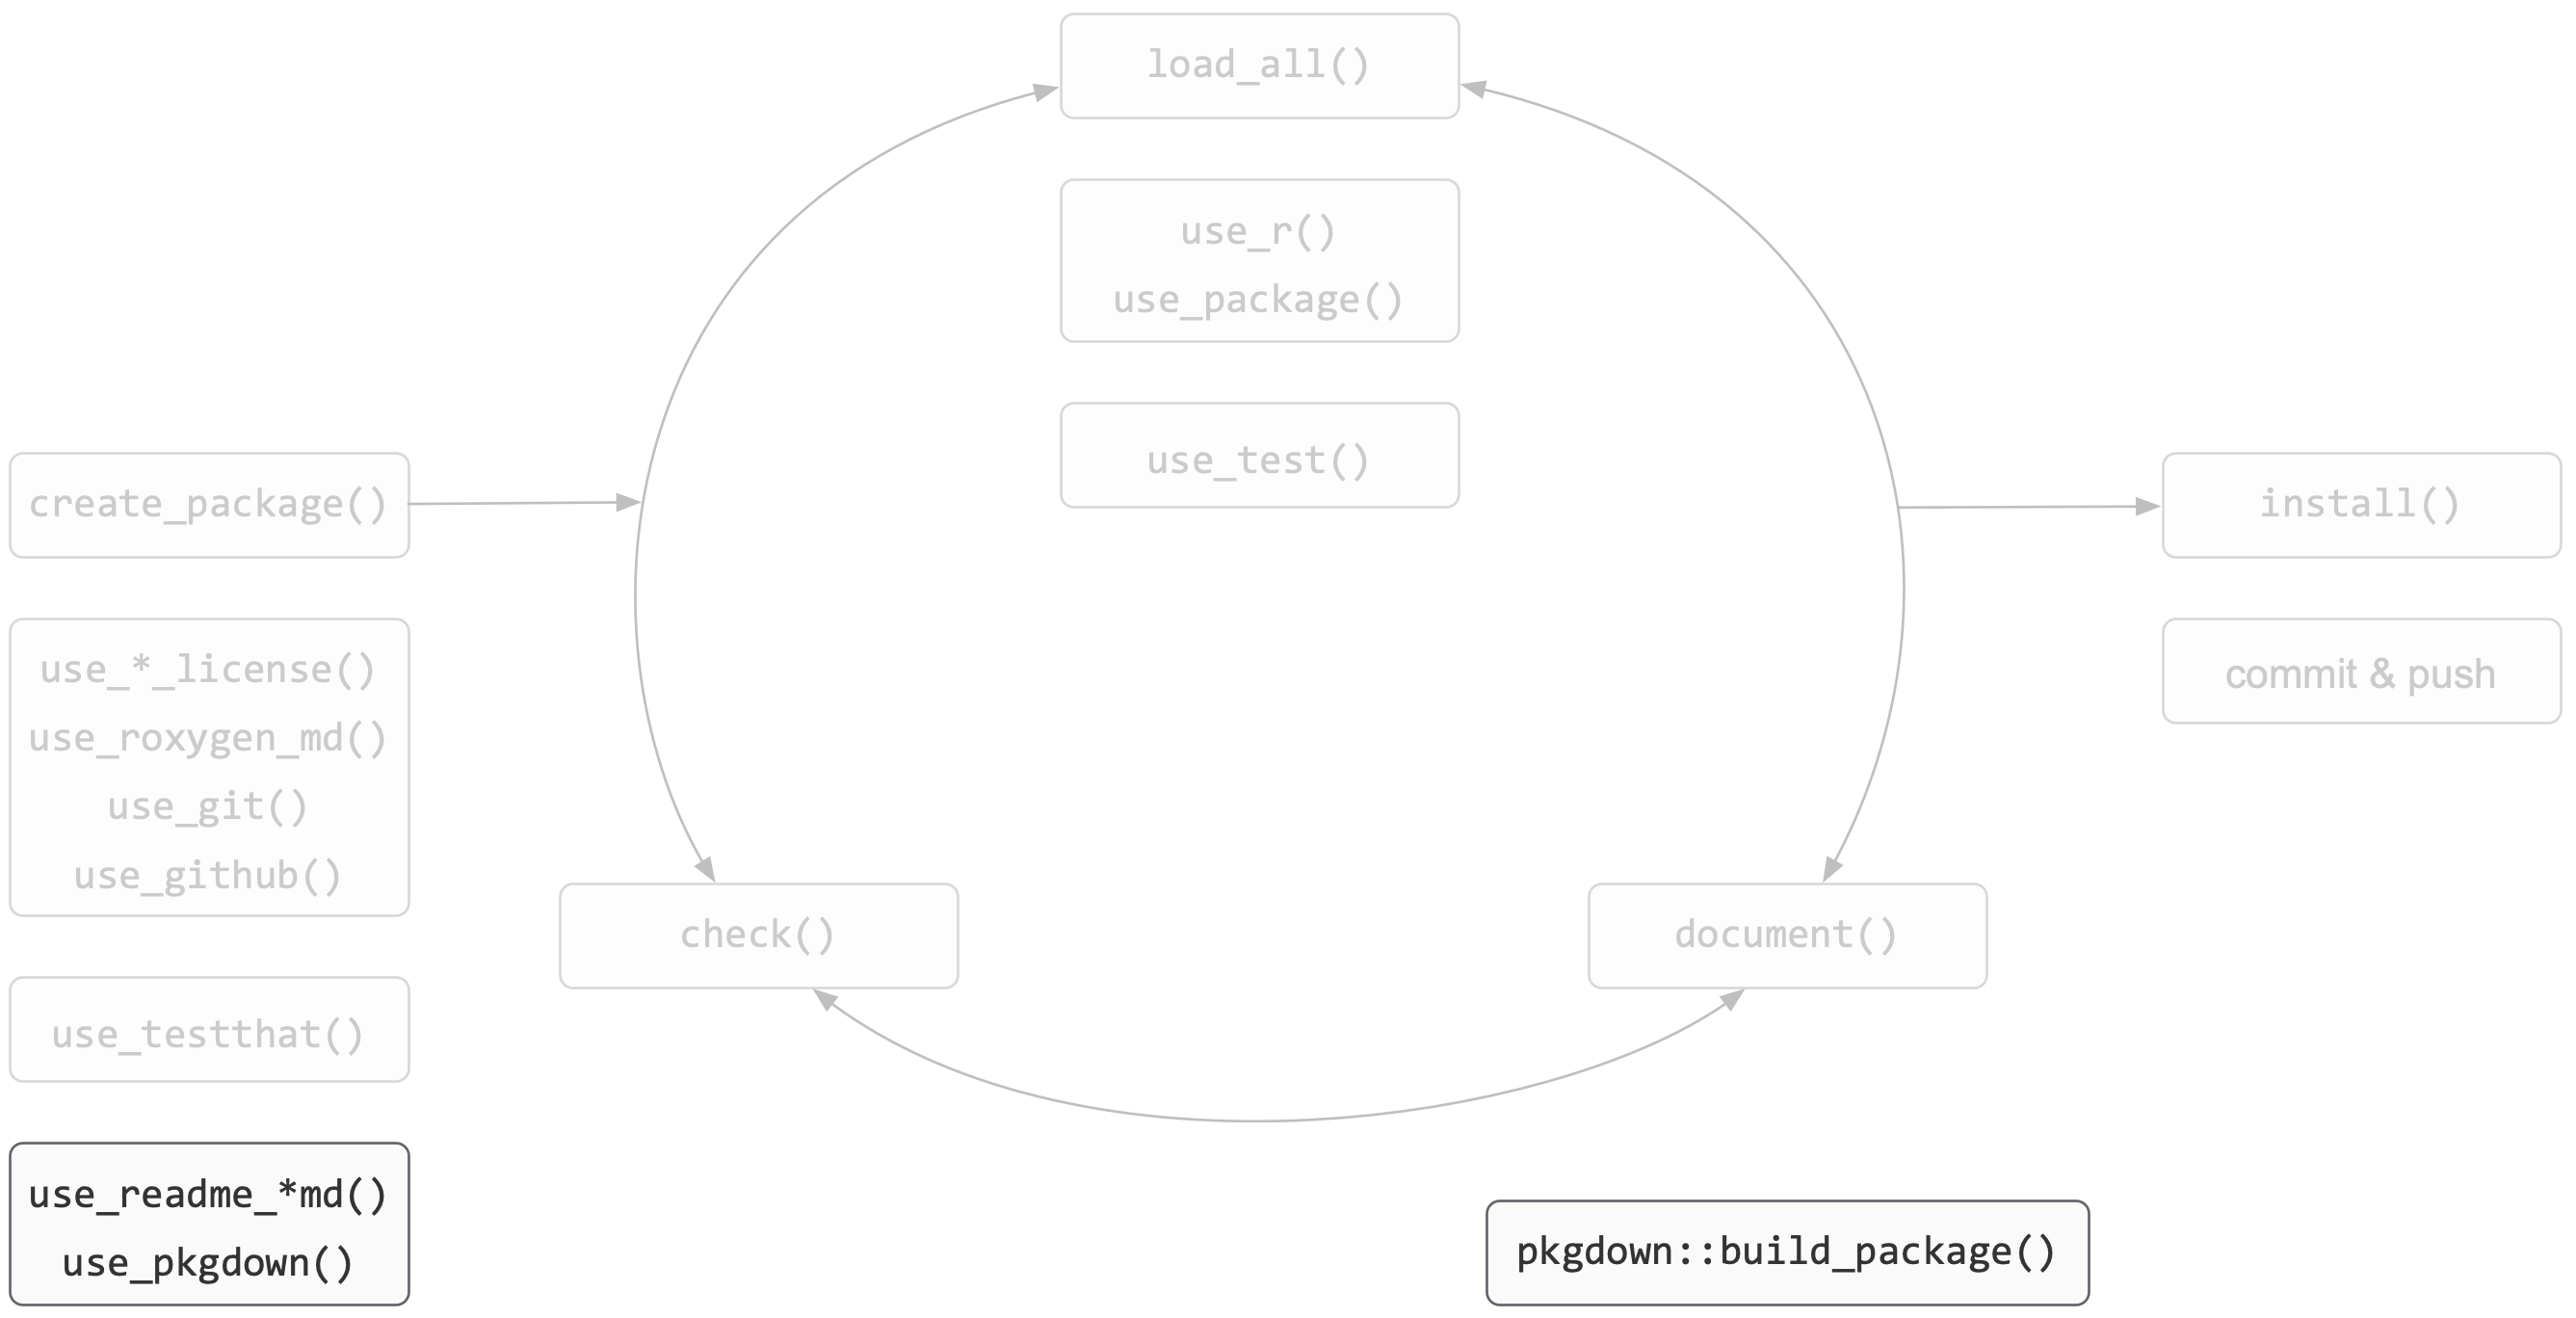 load_all()
use_r()
use_package()
use_test()
create_package()
install()
use_*_license()
use_roxygen_md()
use_git()
use_github()
commit & push
check()
document()
use_testthat()
use_readme_*md()
use_pkgdown()
pkgdown::build_package()